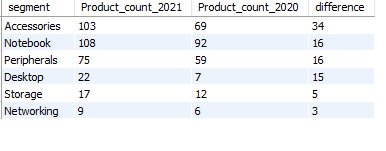 segment Product_count_2021 Product_count_2020 difference
Accessories 103 69 34
Notebook 108 92 16
Peripherals 75 59 16
Desktop 22 7 15
Storage 17 12 5
Networking 9 6 3